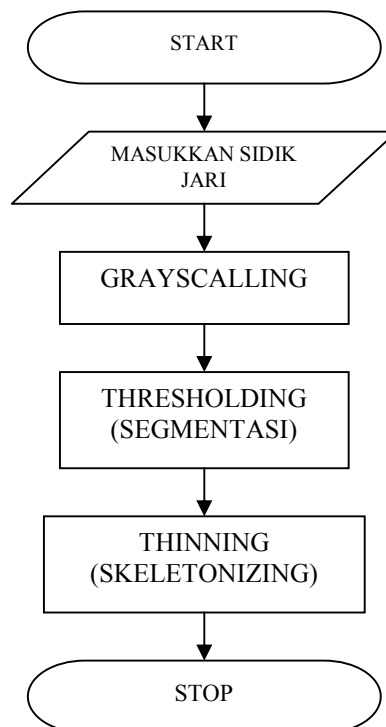 START
MASUKKAN SIDIK
JARI
GRAYSCALLING
THRESHOLDING
(SEGMENTASI)
THINNING
(SKELETONIZING)
STOP